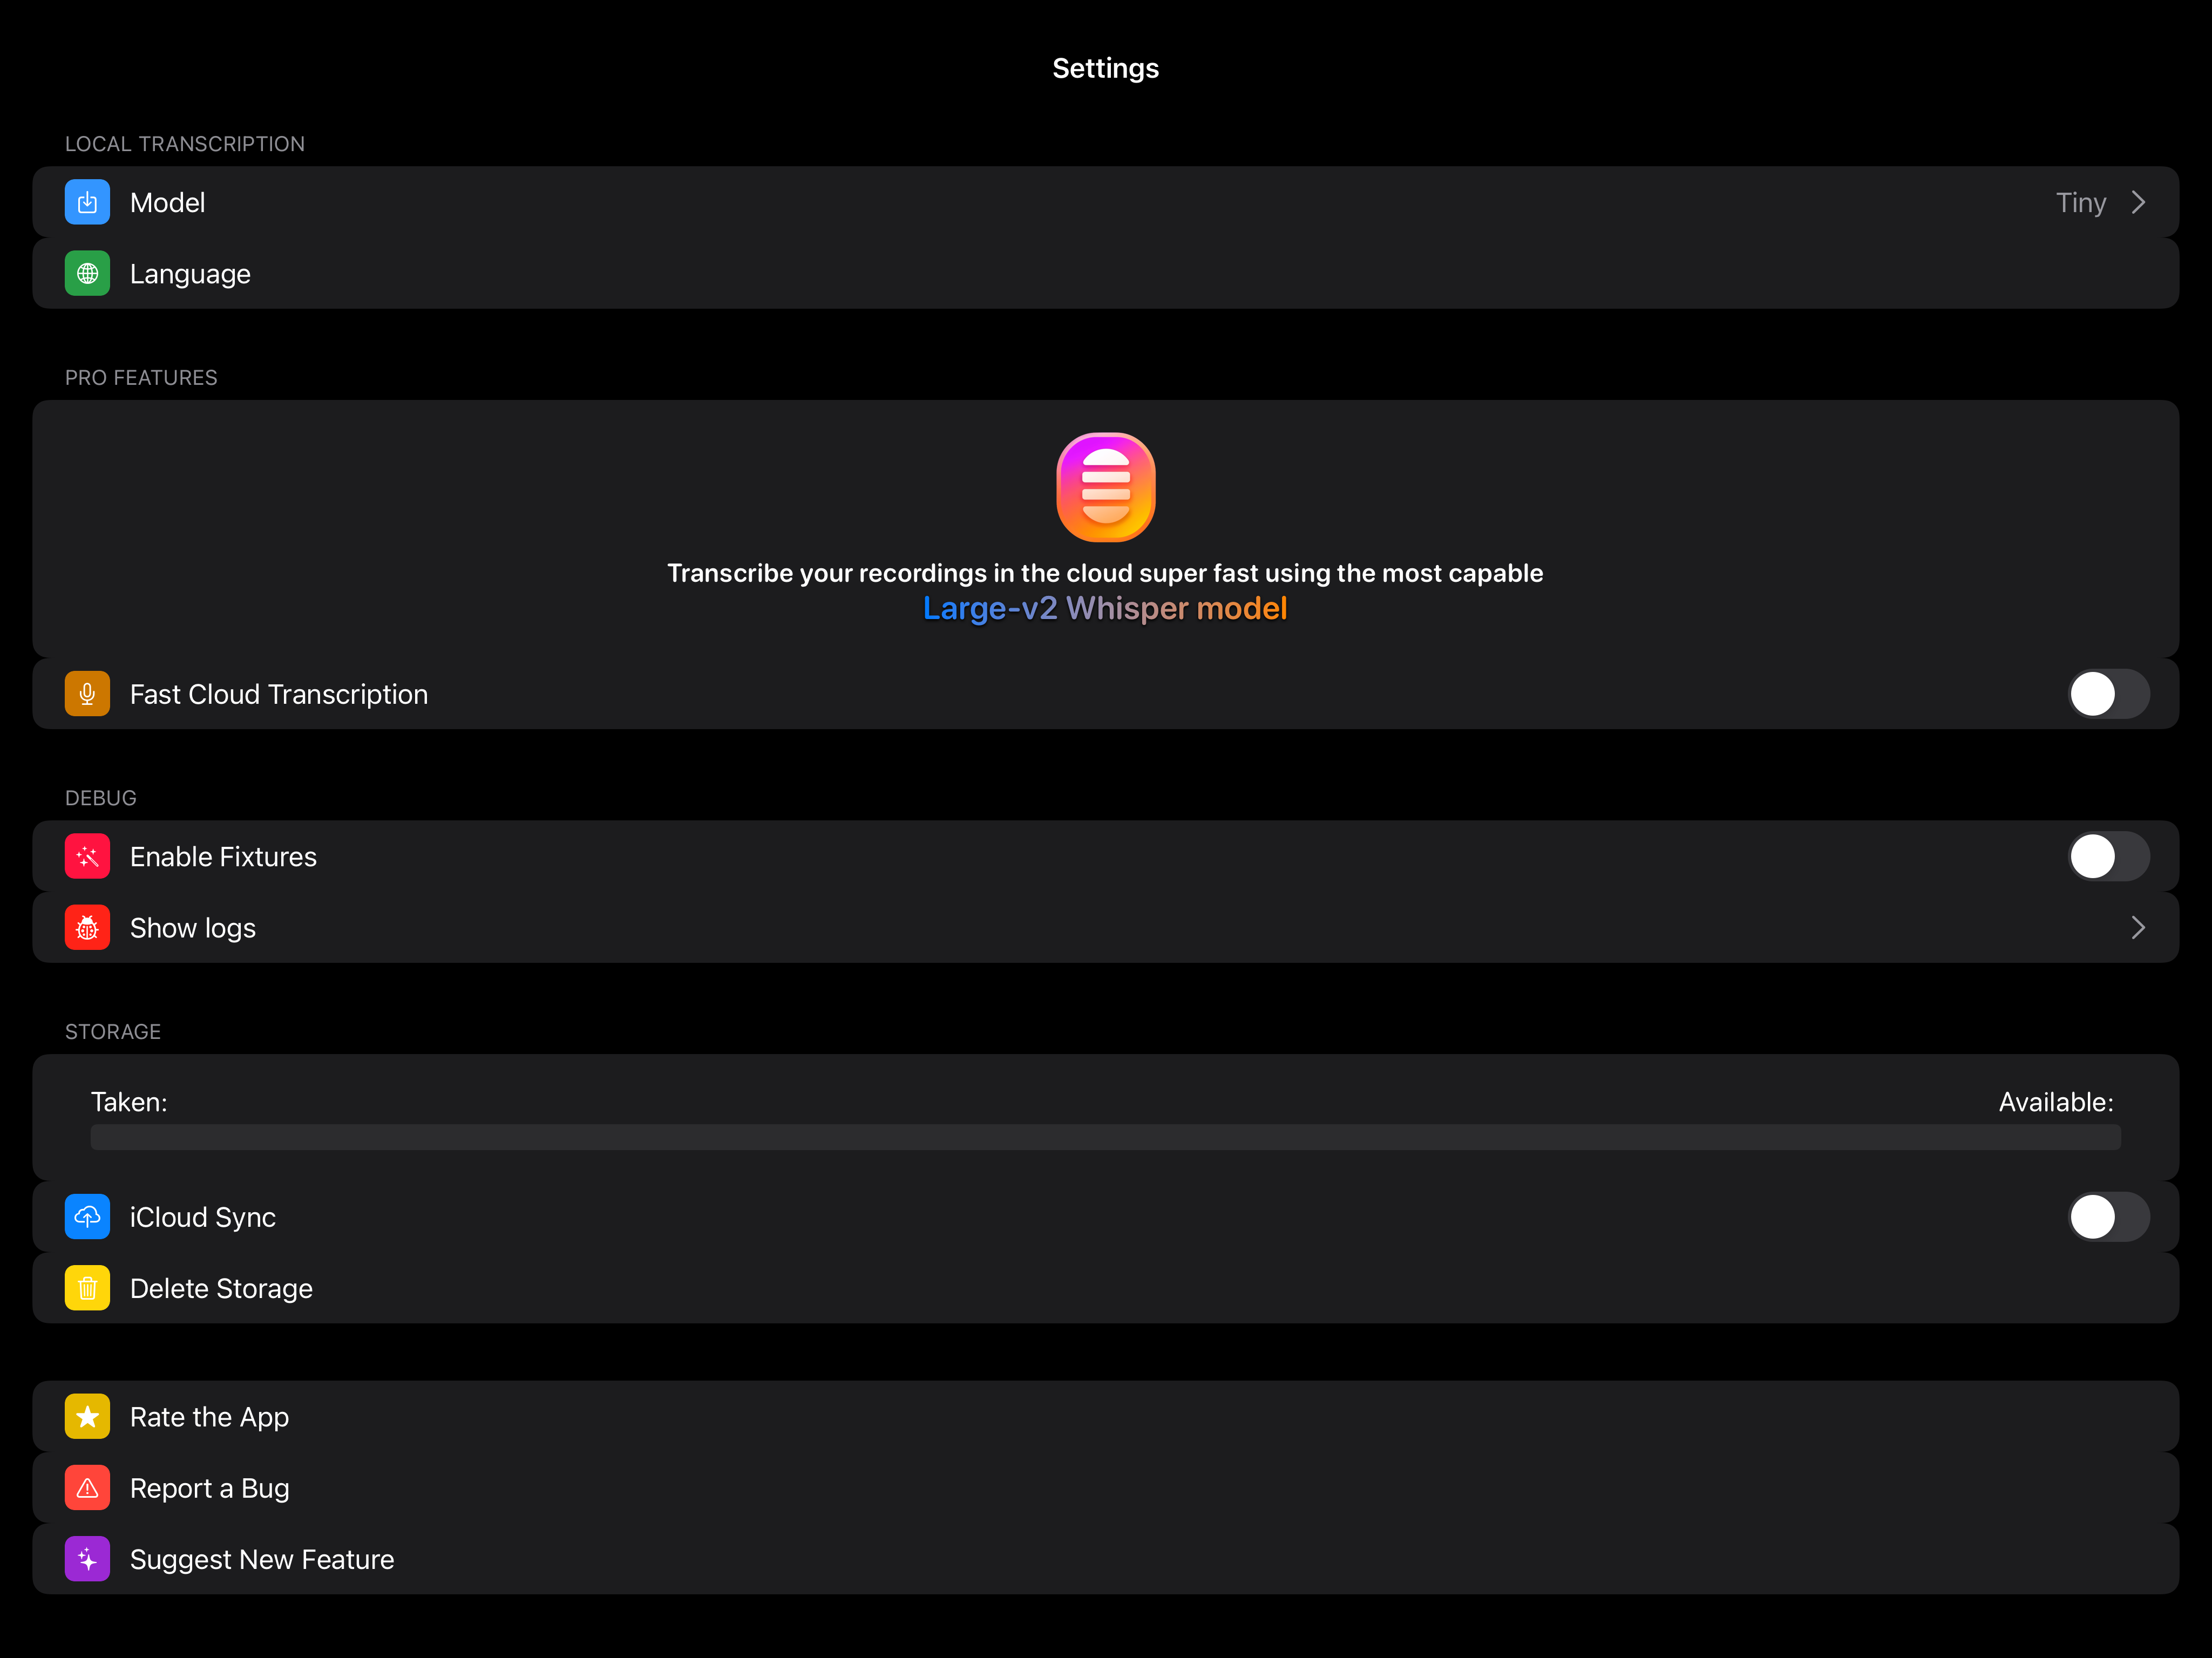 Settings
LOCAL TRANSCRIPTION
Model
Tiny
Language
PRO FEATURES
Transcribe your recordings in the cloud super fast using the most capable
Large-v2 Whisper model
Fast Cloud Transcription
DEBUG
Enable Fixtures
Show logs
STORAGE
Taken:
Available:
iCloud Sync
Delete Storage
Rate the App
Report a Bug
Suggest New Feature